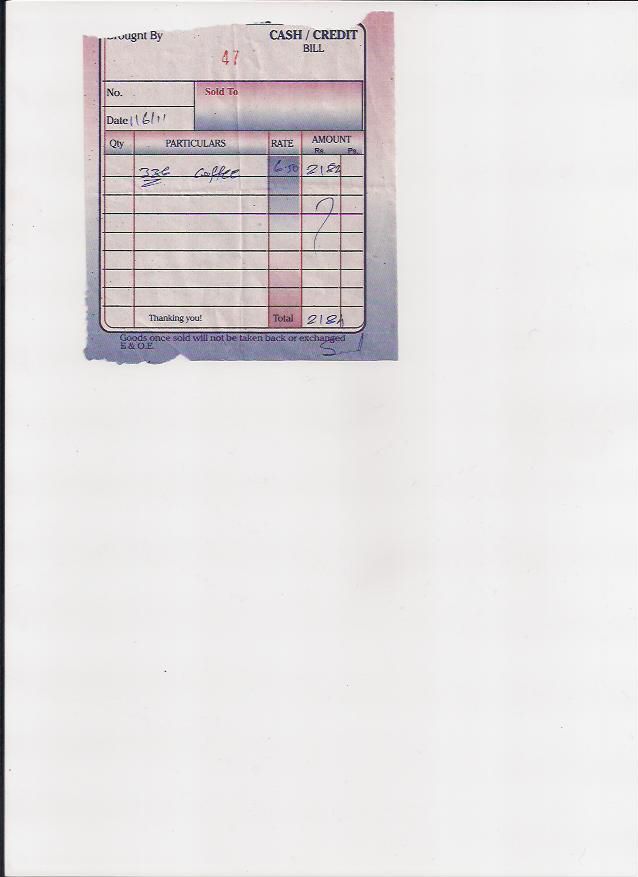 Brought By CASH / CREDIT
BILL
47
No. Sold To
Date 1/6/11
Qty PARTICULARS RATE AMOUNT
Rs. Ps.
336 Coffee 6.50 2184
Thanking you! Total 2184
Goods once sold will not be taken back or exchanged
E & O.E.